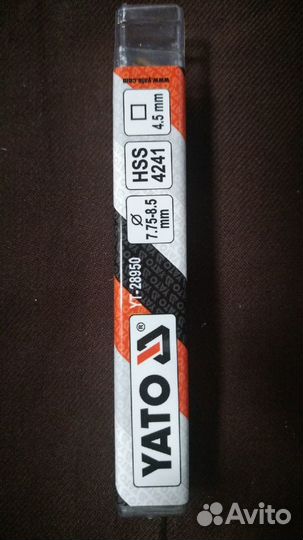 YATO ®
YT-28950
Ø 7.75-8.5
mm
HSS
4241
4.5 mm
www.yato.com
Avito